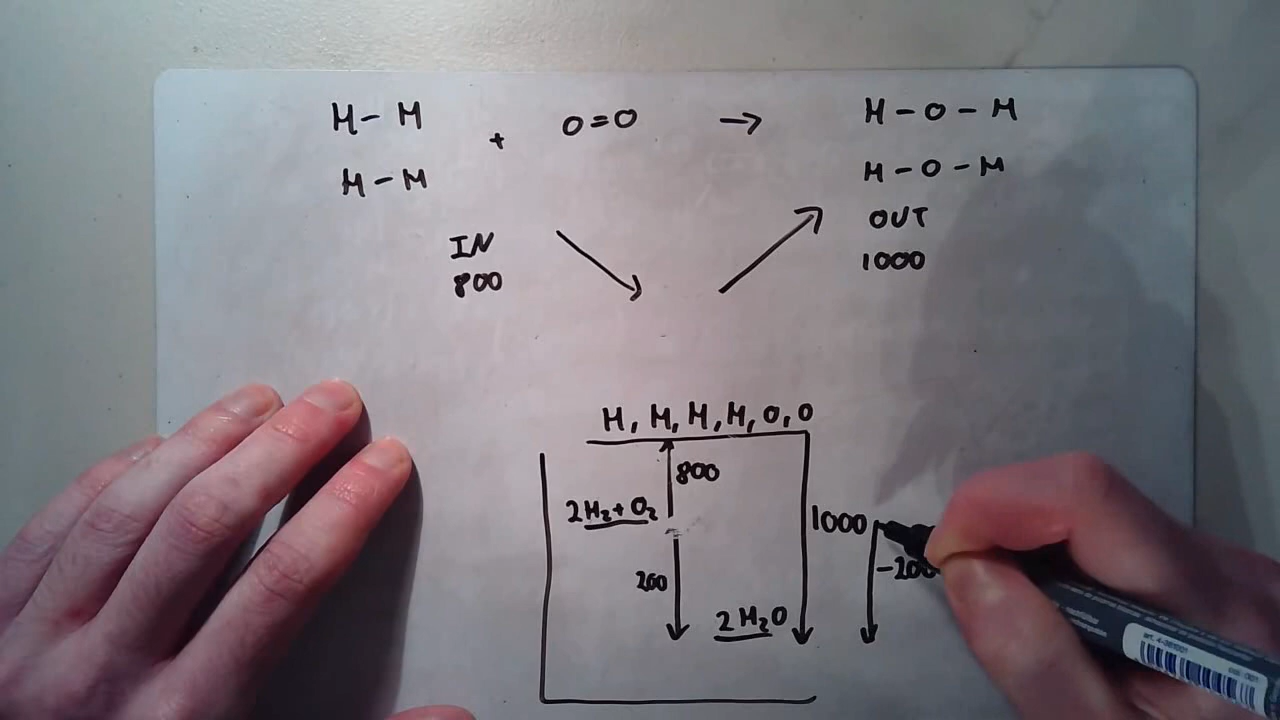 H-H + O=O → H-O-H
H-H H-O-H
IN OUT
800 1000
H, H, H, H, O, O
800
2H₂+O₂ 1000
200 -200
2H₂O